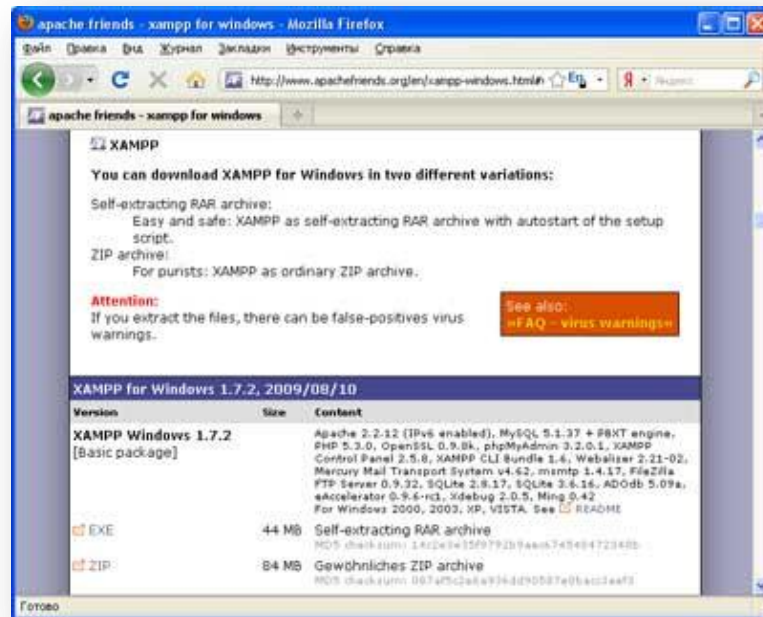 apache friends - xampp for windows - Mozilla Firefox
Файл Правка Вид Журнал Закладки Инструменты Справка
http://www.apachefriends.org/en/xampp-windows.html#
apache friends - xampp for windows
XAMPP
You can download XAMPP for Windows in two different variations:
Self-extracting RAR archive:
Easy and safe: XAMPP as self-extracting RAR archive with autostart of the setup
script.
ZIP archive:
For purists: XAMPP as ordinary ZIP archive.
Attention:
If you extract the files, there can be false-positives virus
warnings.
See also:
»FAQ - virus warnings«
XAMPP for Windows 1.7.2, 2009/08/10
Version Size Content
XAMPP Windows 1.7.2
[Basic package]
Apache 2.2.12 (IPv6 enabled), MySQL 5.1.37 + PBXT engine,
PHP 5.3.0, OpenSSL 0.9.8k, phpMyAdmin 3.2.0.1, XAMPP
Control Panel 2.5.8, XAMPP CLI Bundle 1.6, Webalizer 2.21-02,
Mercury Mail Transport System v4.62, msmtp 1.4.17, FileZilla
FTP Server 0.9.32, SQLite 2.8.17, SQLite 3.6.16, ADOdb 5.09a,
eAccelerator 0.9.6-rc1, Xdebug 2.0.5, Ming 0.42
For Windows 2000, 2003, XP, VISTA. See README
EXE 44 MB Self-extracting RAR archive
MD5 checksum:
ZIP 84 MB Gewöhnliches ZIP archive
MD5 checksum:
Готово